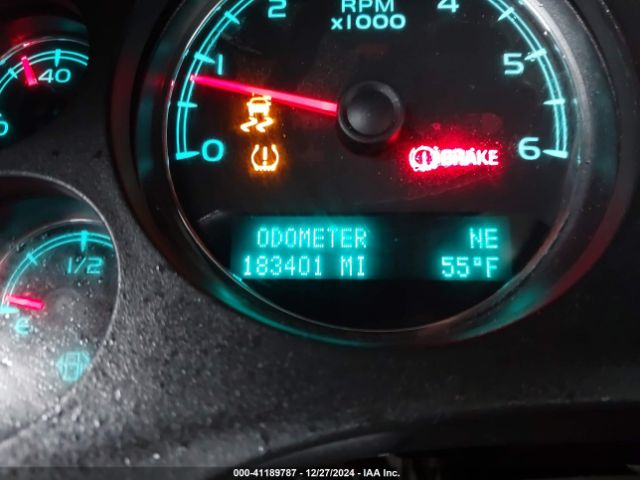 2
4
RPM
x1000
1
5
40
0
BRAKE
6
ODOMETER NE
183401 MI 55°F
1/2
e
000-41189787 - 12/27/2024 - IAA Inc.